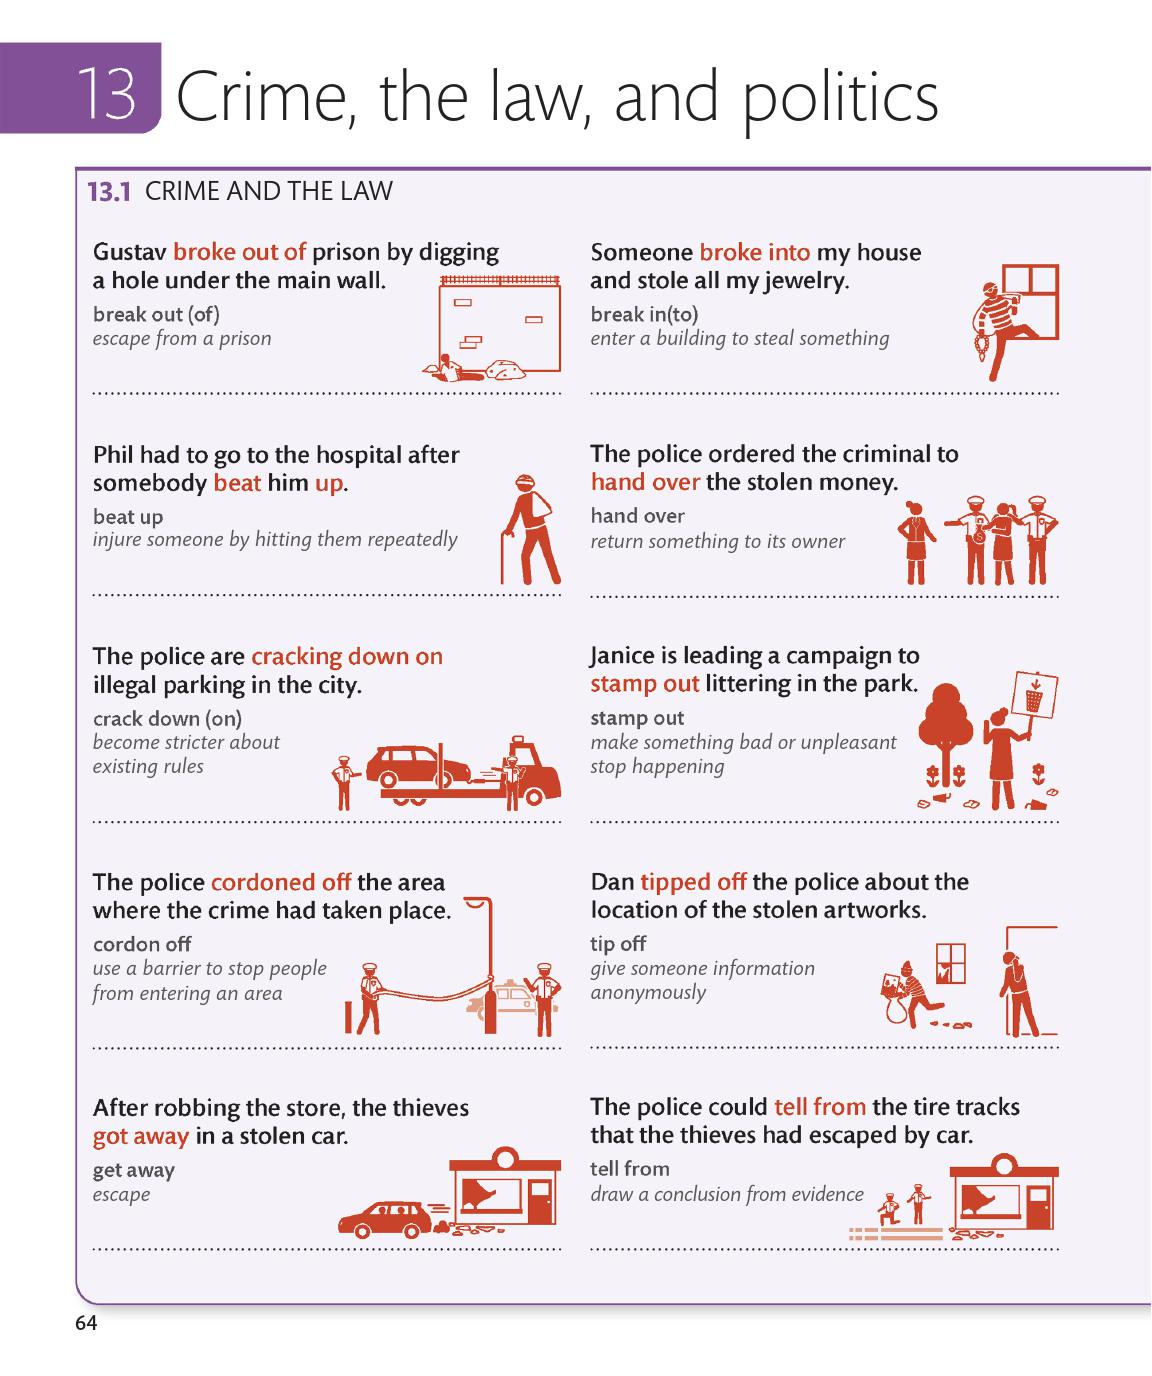 13 Crime, the law, and politics
13.1 CRIME AND THE LAW
Gustav broke out of prison by digging
a hole under the main wall.
break out (of)
escape from a prison
Someone broke into my house
and stole all my jewelry.
break in(to)
enter a building to steal something
Phil had to go to the hospital after
somebody beat him up.
beat up
injure someone by hitting them repeatedly
The police ordered the criminal to
hand over the stolen money.
hand over
return something to its owner
The police are cracking down on
illegal parking in the city.
crack down (on)
become stricter about
existing rules
Janice is leading a campaign to
stamp out littering in the park.
stamp out
make something bad or unpleasant
stop happening
The police cordoned off the area
where the crime had taken place.
cordon off
use a barrier to stop people
from entering an area
Dan tipped off the police about the
location of the stolen artworks.
tip off
give someone information
anonymously
After robbing the store, the thieves
got away in a stolen car.
get away
escape
The police could tell from the tire tracks
that the thieves had escaped by car.
tell from
draw a conclusion from evidence
64